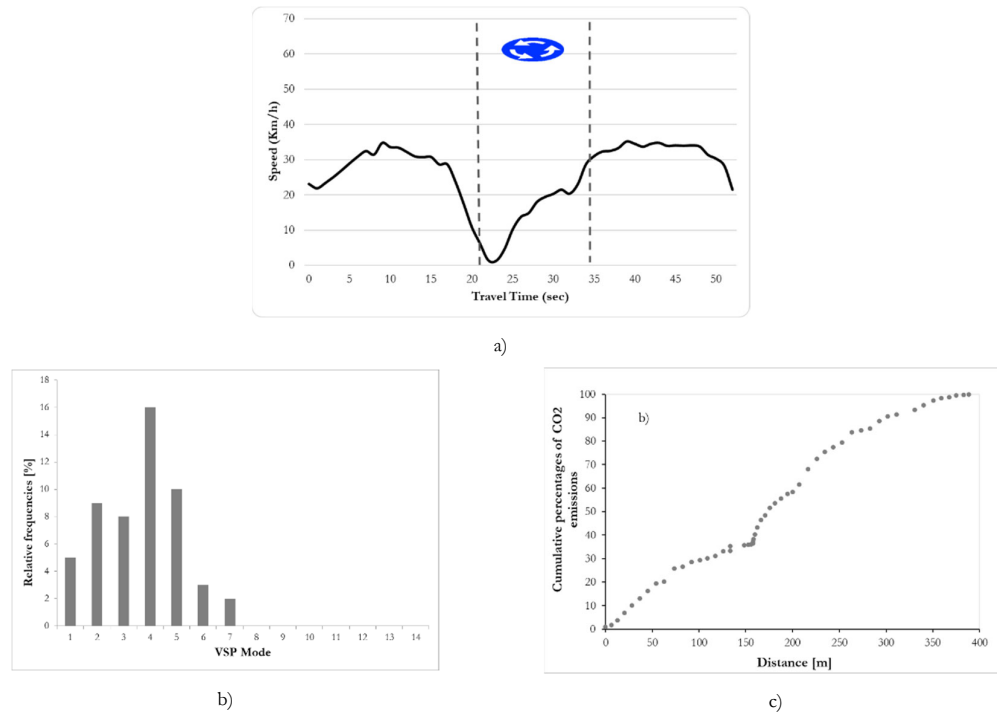 70
60
50
40
30
20
10
0
Speed (Km/h)
0 5 10 15 20 25 30 35 40 45 50
Travel Time (sec)
a)
18
16
14
12
10
8
6
4
2
0
Relative frequencies [%]
1 2 3 4 5 6 7 8 9 10 11 12 13 14
VSP Mode
b)
100
90
80
70
60
50
40
30
20
10
0
Cumulative percentages of CO2
emissions
b)
0 50 100 150 200 250 300 350 400
Distance [m]
c)